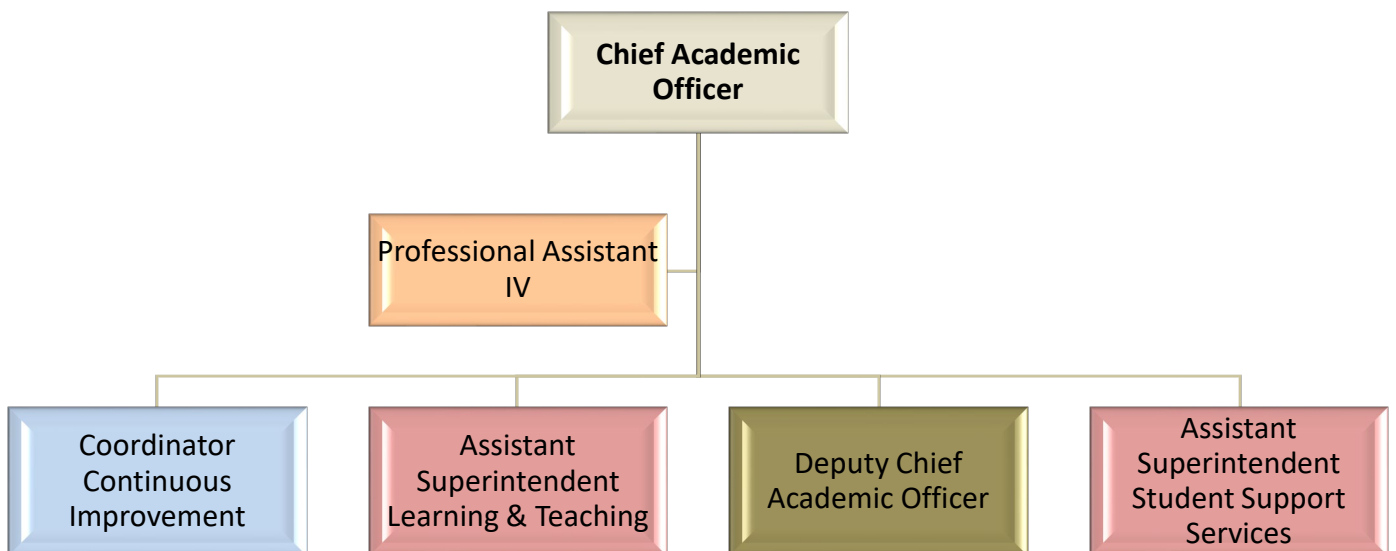 Chief Academic
Officer
Professional Assistant
IV
Coordinator
Continuous
Improvement
Assistant
Superintendent
Learning & Teaching
Deputy Chief
Academic Officer
Assistant
Superintendent
Student Support
Services